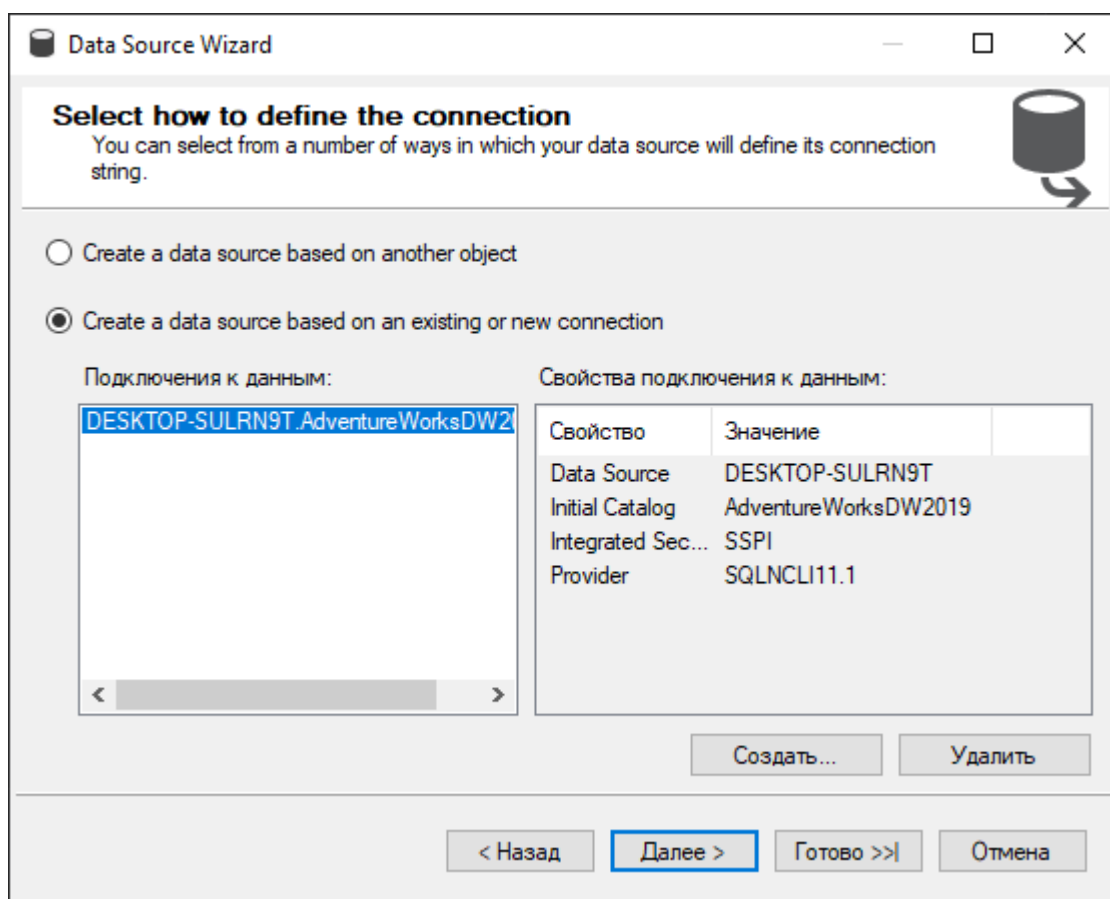 Data Source Wizard
Select how to define the connection
You can select from a number of ways in which your data source will define its connection
string.
Create a data source based on another object
Create a data source based on an existing or new connection
Подключения к данным:
DESKTOP-SULRN9T.AdventureWorksDW20
Свойства подключения к данным:
Свойство Значение
Data Source DESKTOP-SULRN9T
Initial Catalog AdventureWorksDW2019
Integrated Sec... SSPI
Provider SQLNCLI11.1
Создать... Удалить
< Назад Далее > Готово >>| Отмена